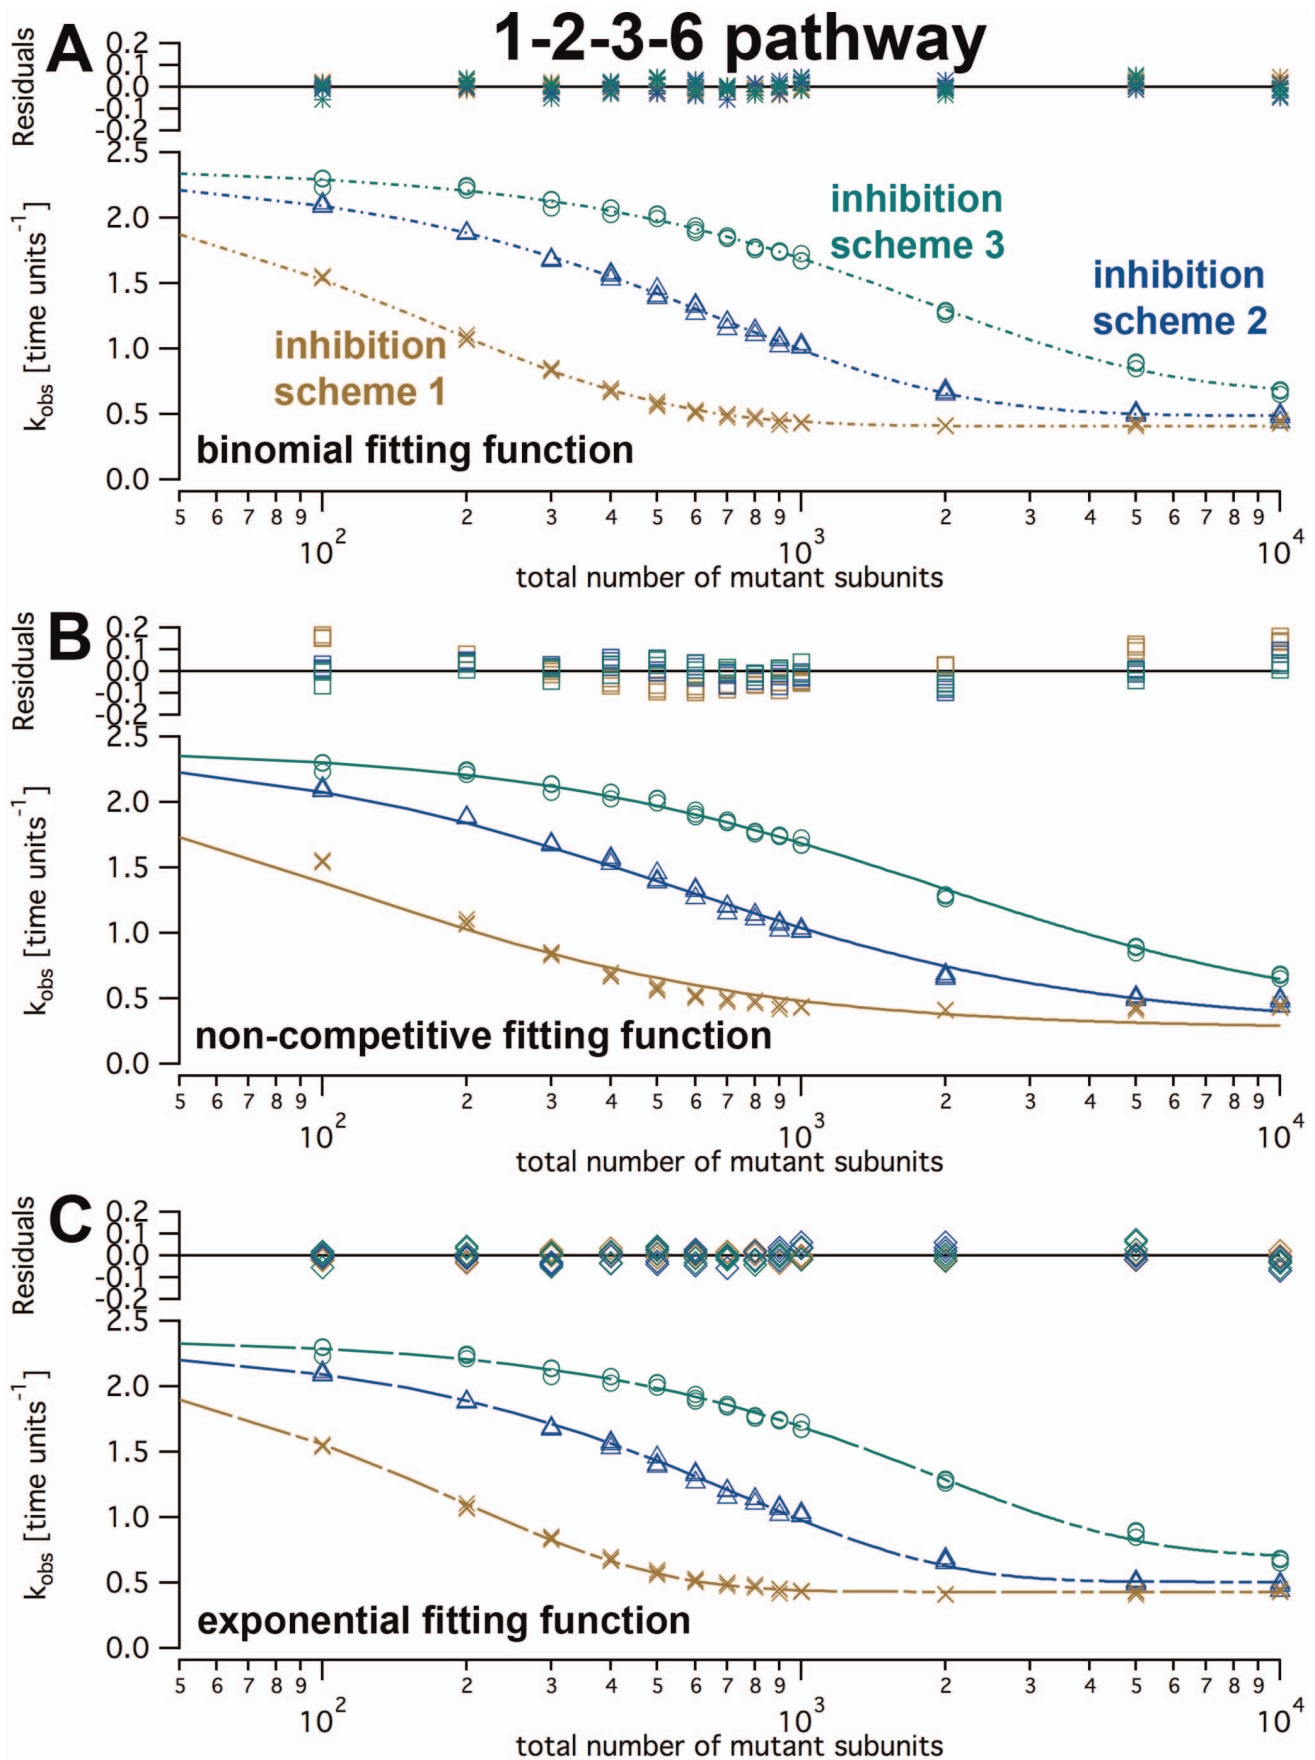 A
1-2-3-6 pathway
Residuals
0.2
0.1
0.0
-0.1
-0.2
2.5
2.0
1.5
1.0
0.5
0.0
k_obs [time units^-1]
inhibition
scheme 3
inhibition
scheme 2
inhibition
scheme 1
binomial fitting function
5 6 7 8 9 2 3 4 5 6 7 8 9 2 3 4 5 6 7 8 9
10^2 10^3 10^4
total number of mutant subunits
B
Residuals
0.2
0.1
0.0
-0.1
-0.2
2.5
2.0
1.5
1.0
0.5
0.0
k_obs [time units^-1]
non-competitive fitting function
5 6 7 8 9 2 3 4 5 6 7 8 9 2 3 4 5 6 7 8 9
10^2 10^3 10^4
total number of mutant subunits
C
Residuals
0.2
0.1
0.0
-0.1
-0.2
2.5
2.0
1.5
1.0
0.5
0.0
k_obs [time units^-1]
exponential fitting function
5 6 7 8 9 2 3 4 5 6 7 8 9 2 3 4 5 6 7 8 9
10^2 10^3 10^4
total number of mutant subunits